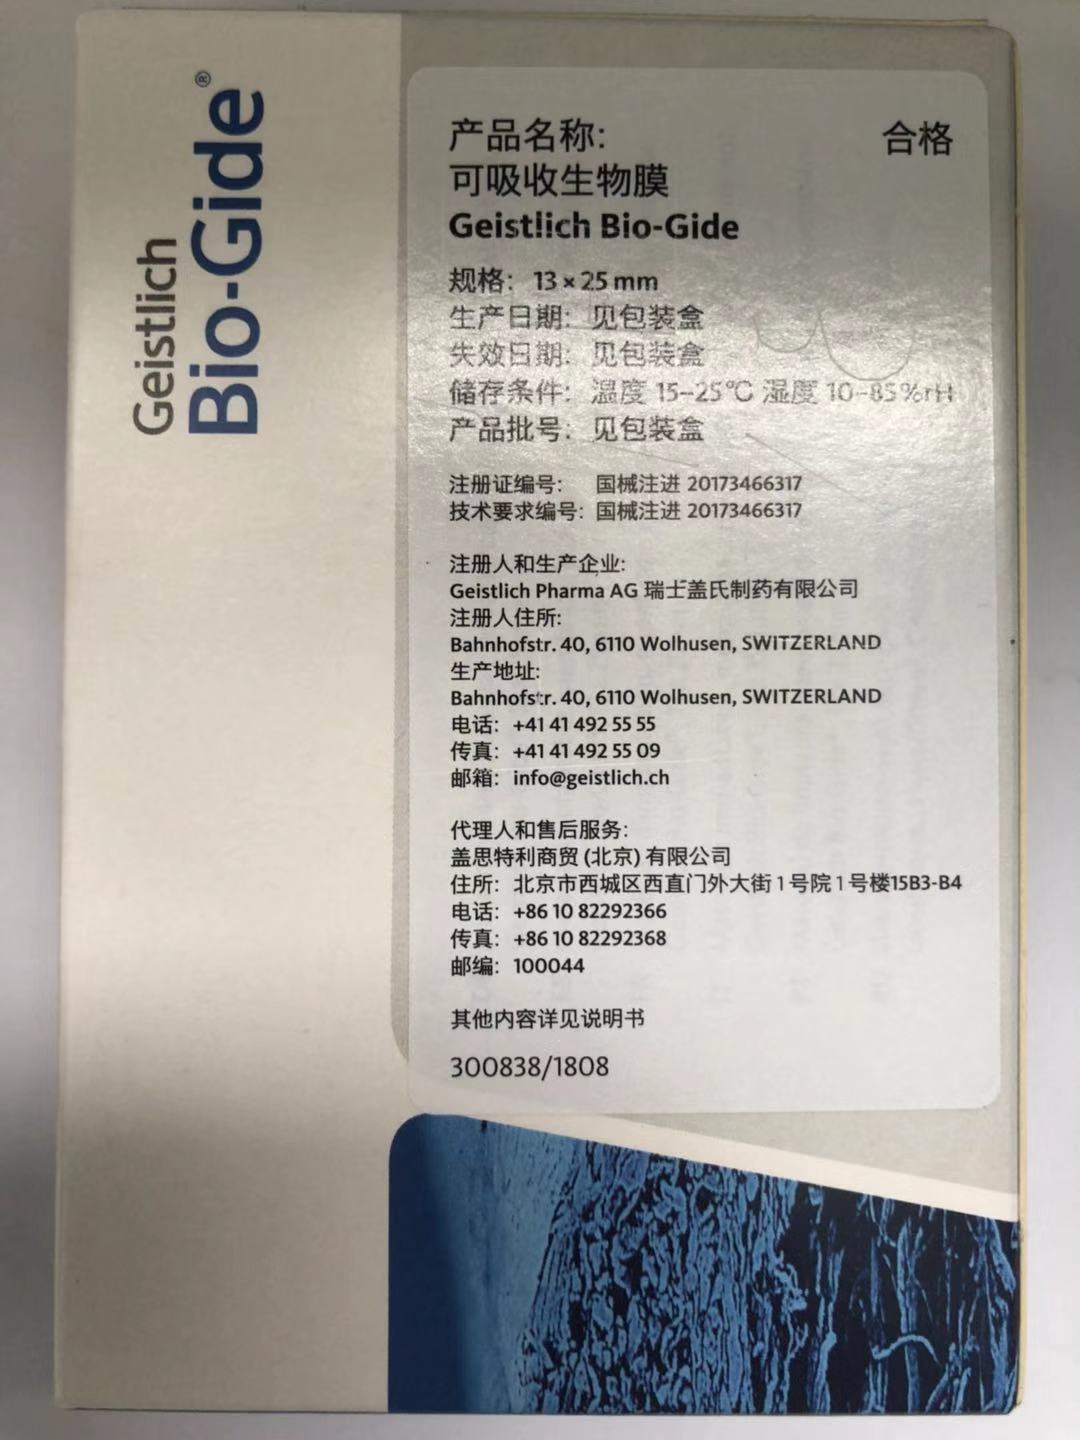 Geistlich
Bio-Gide®
产品名称: 合格
可吸收生物膜
Geistlich Bio-Gide
规格: 13 × 25 mm
生产日期: 见包装盒
失效日期: 见包装盒
储存条件: 温度 15-25°C 湿度 10-85%rH
产品批号: 见包装盒
注册证编号: 国械注进 20173466317
技术要求编号: 国械注进 20173466317
注册人和生产企业:
Geistlich Pharma AG 瑞士盖氏制药有限公司
注册人住所:
Bahnhofstr. 40, 6110 Wolhusen, SWITZERLAND
生产地址:
Bahnhofstr. 40, 6110 Wolhusen, SWITZERLAND
电话: +41 41 492 55 55
传真: +41 41 492 55 09
邮箱: info@geistlich.ch
代理人和售后服务:
盖思特利商贸 (北京) 有限公司
住所: 北京市西城区西直门外大街 1 号院 1 号楼15B3-B4
电话: +86 10 82292366
传真: +86 10 82292368
邮编: 100044
其他内容详见说明书
300838/1808